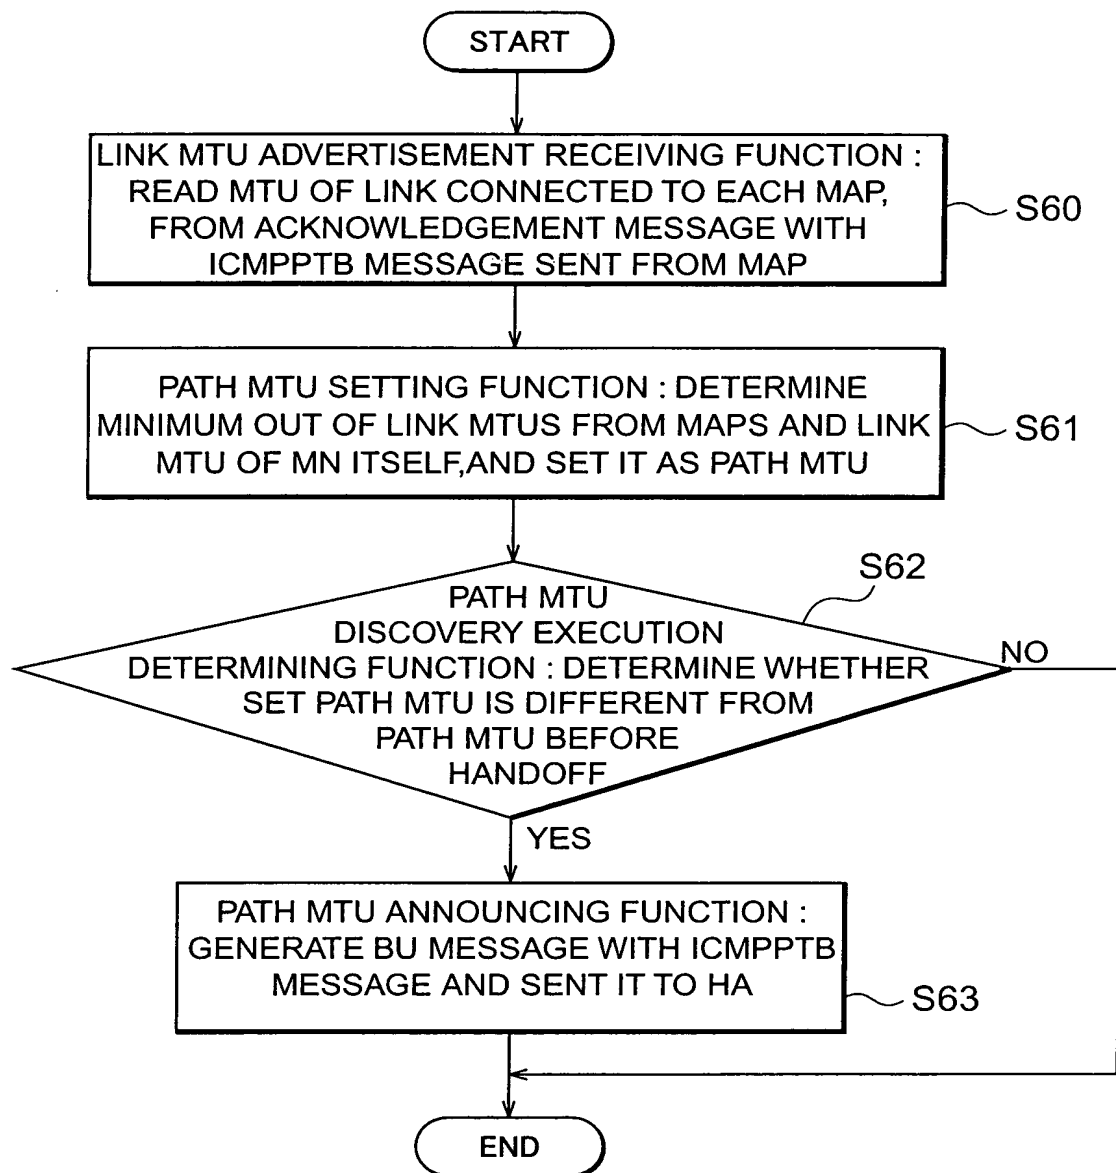 START
LINK MTU ADVERTISEMENT RECEIVING FUNCTION :
READ MTU OF LINK CONNECTED TO EACH MAP,
FROM ACKNOWLEDGEMENT MESSAGE WITH
ICMPPTB MESSAGE SENT FROM MAP
S60
PATH MTU SETTING FUNCTION : DETERMINE
MINIMUM OUT OF LINK MTUS FROM MAPS AND LINK
MTU OF MN ITSELF,AND SET IT AS PATH MTU
S61
S62
PATH MTU
DISCOVERY EXECUTION
DETERMINING FUNCTION : DETERMINE WHETHER
SET PATH MTU IS DIFFERENT FROM
PATH MTU BEFORE
HANDOFF
NO
YES
PATH MTU ANNOUNCING FUNCTION :
GENERATE BU MESSAGE WITH ICMPPTB
MESSAGE AND SENT IT TO HA
S63
END